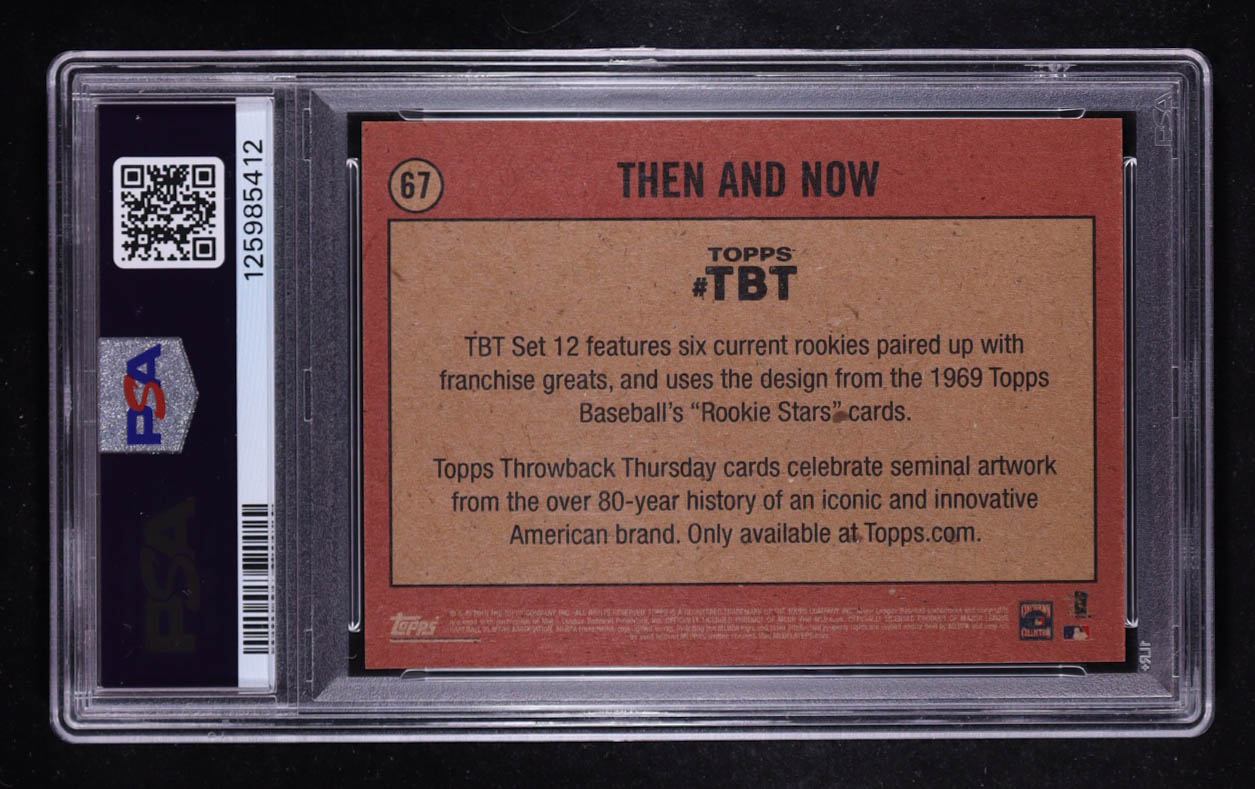 67
THEN AND NOW
TOPPS
#TBT
TBT Set 12 features six current rookies paired up with
franchise greats, and uses the design from the 1969 Topps
Baseball's “Rookie Stars” cards.
Topps Throwback Thursday cards celebrate seminal artwork
from the over 80-year history of an iconic and innovative
American brand. Only available at Topps.com.
Topps
125985412
PSA
PSA
PSA